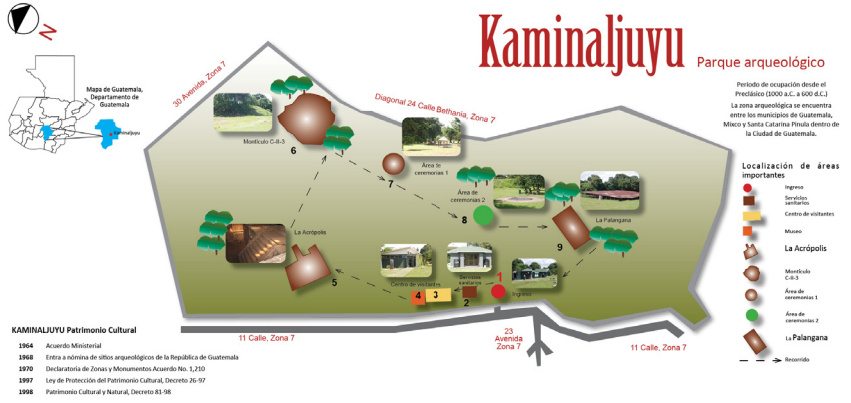 N
Kaminaljuyu Parque arqueológico
Periodo de ocupación desde el
Preclásico (1000 a.C. a 600 d.C.)
La zona arqueológica se encuentra
entre los municipios de Guatemala,
Mixco y Santa Catarina Pinula dentro de
la Ciudad de Guatemala.
Mapa de Guatemala,
Departamento de
Guatemala
Kaminaljuyu
30 Avenida, Zona 7
Diagonal 24 Calle Bethania, Zona 7
Montículo C-II-3
6
Área de
ceremonias 1
7
Área de
ceremonias 2
8
La Palangana
9
La Acrópolis
5
Centro de visitantes
4
3
Servicios
sanitarios
2
1
Ingreso
11 Calle, Zona 7
23
Avenida
Zona 7
11 Calle, Zona 7
Localización de áreas
importantes
Ingreso
Servicios
sanitarios
Centro de visitantes
Museo
La Acrópolis
Montículo
C-II-3
Área de
ceremonias 1
Área de
ceremonias 2
La Palangana
Recorrido
KAMINALJUYU Patrimonio Cultural
1964 Acuerdo Ministerial
1968 Entra a nómina de sitios arqueológicos de la República de Guatemala
1970 Declaratoria de Zonas y Monumentos Acuerdo No. 1,210
1997 Ley de Protección del Patrimonio Cultural, Decreto 26-97
1998 Patrimonio Cultural y Natural, Decreto 81-98